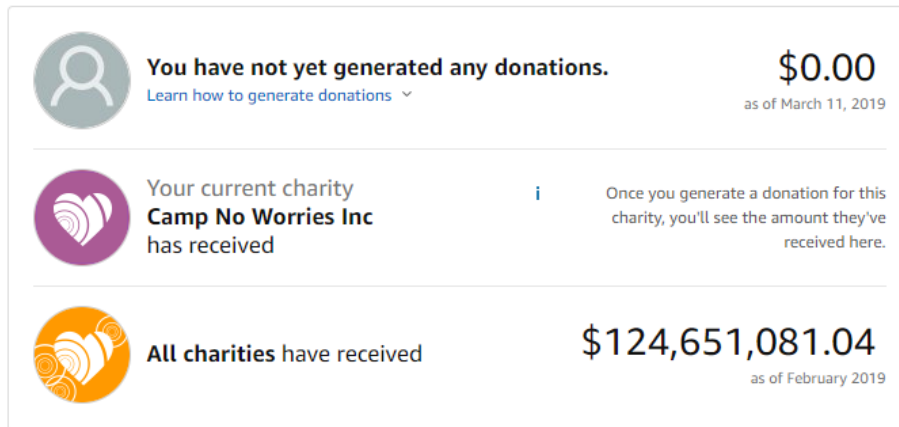 You have not yet generated any donations.
Learn how to generate donations
$0.00
as of March 11, 2019
Your current charity
Camp No Worries Inc
has received
i
Once you generate a donation for this
charity, you'll see the amount they've
received here.
All charities have received
$124,651,081.04
as of February 2019